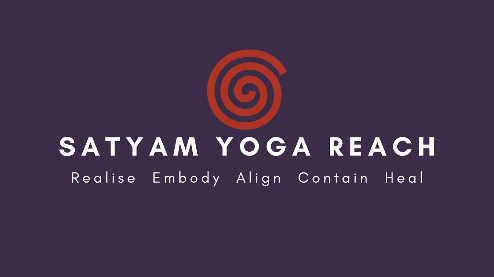 SATYAM YOGA REACH
Realise Embody Align Contain Heal